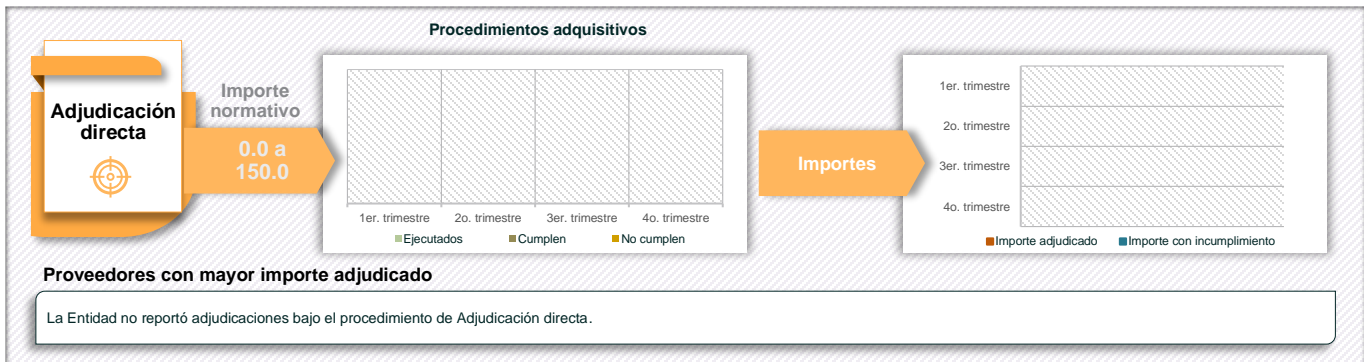 Procedimientos adquisitivos
Adjudicación
directa
Importe
normativo
0.0 a
150.0
1er. trimestre
2o. trimestre
3er. trimestre
4o. trimestre
Ejecutados
Cumplen
No cumplen
Importes
1er. trimestre
2o. trimestre
3er. trimestre
4o. trimestre
Importe adjudicado
Importe con incumplimiento
Proveedores con mayor importe adjudicado
La Entidad no reportó adjudicaciones bajo el procedimiento de Adjudicación directa.